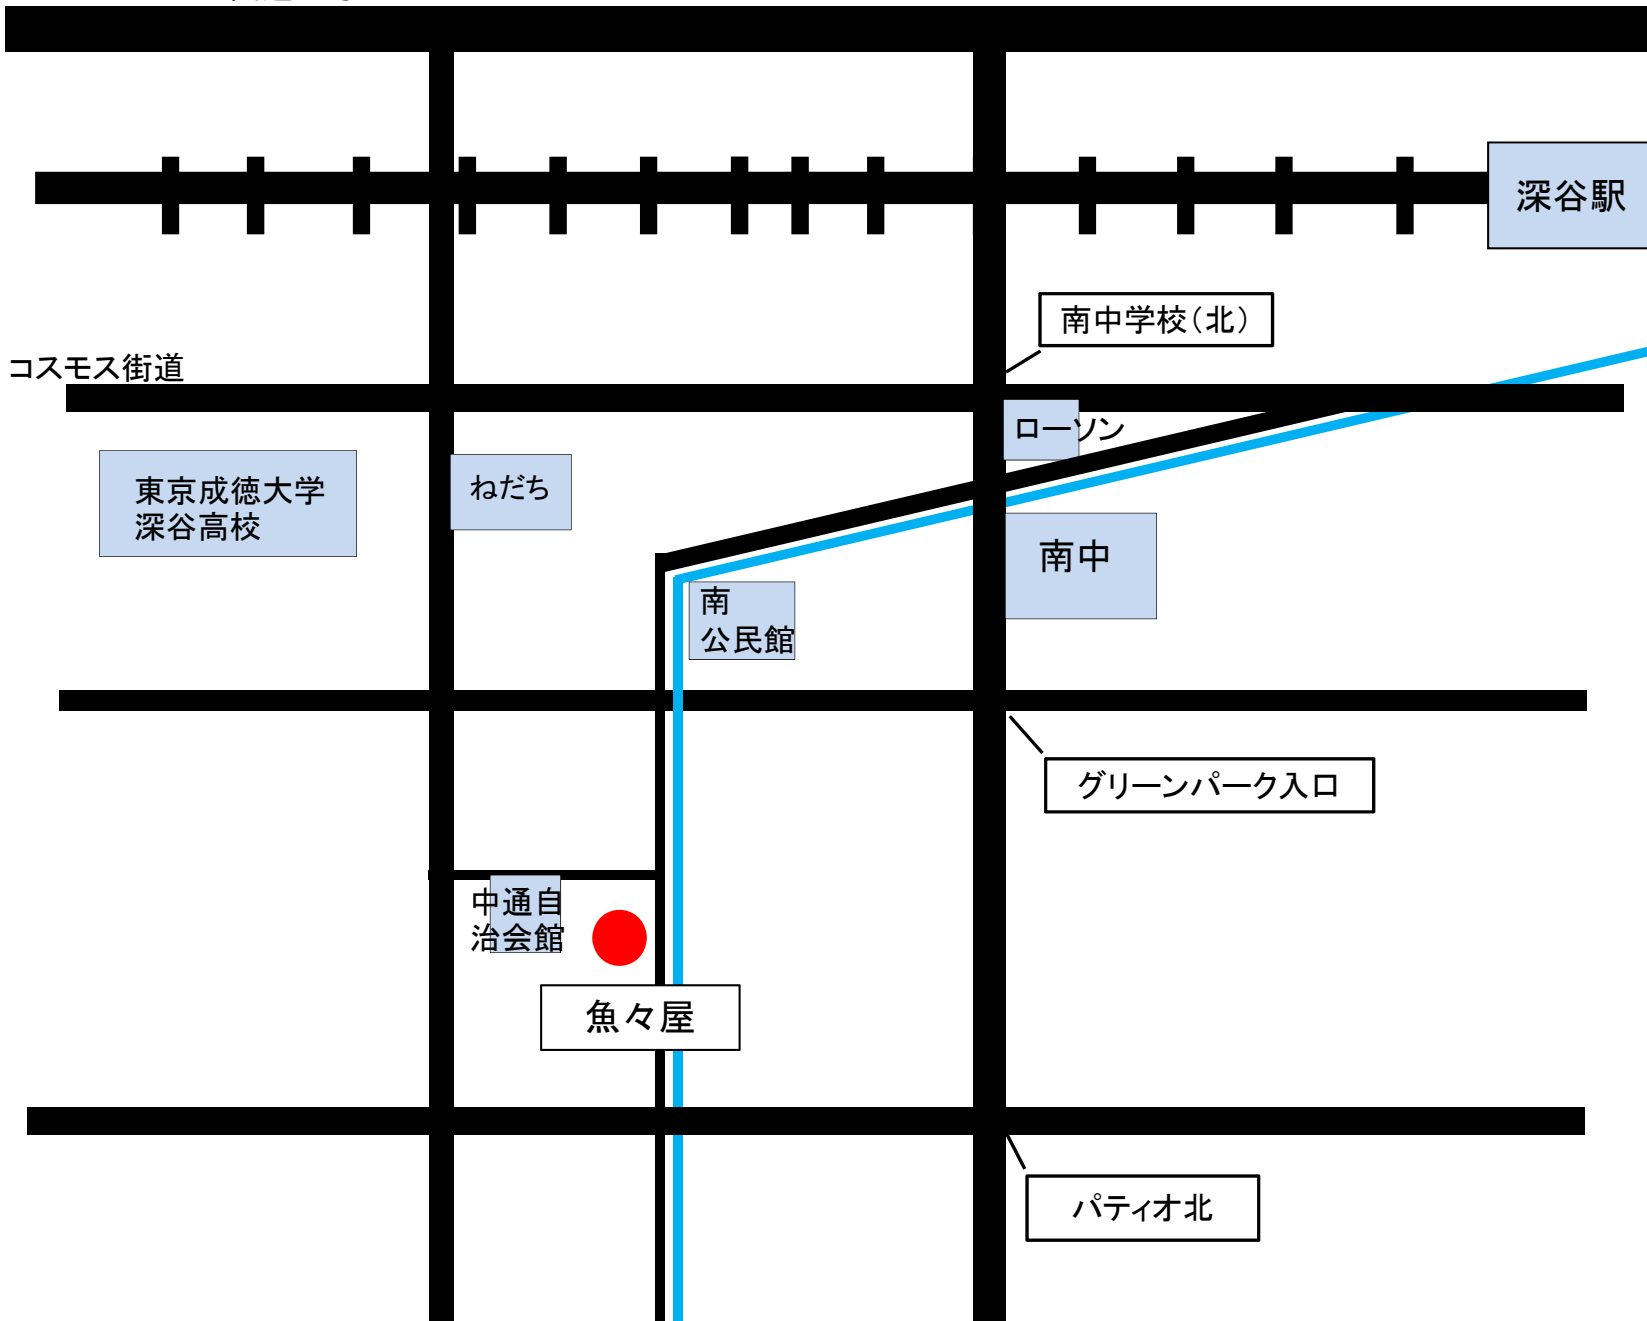 深谷駅
南中学校(北)
コスモス街道
ローソン
東京成徳大学
深谷高校
ねだち
南中
南
公民館
グリーンパーク入口
中通自
治会館
魚々屋
パティオ北